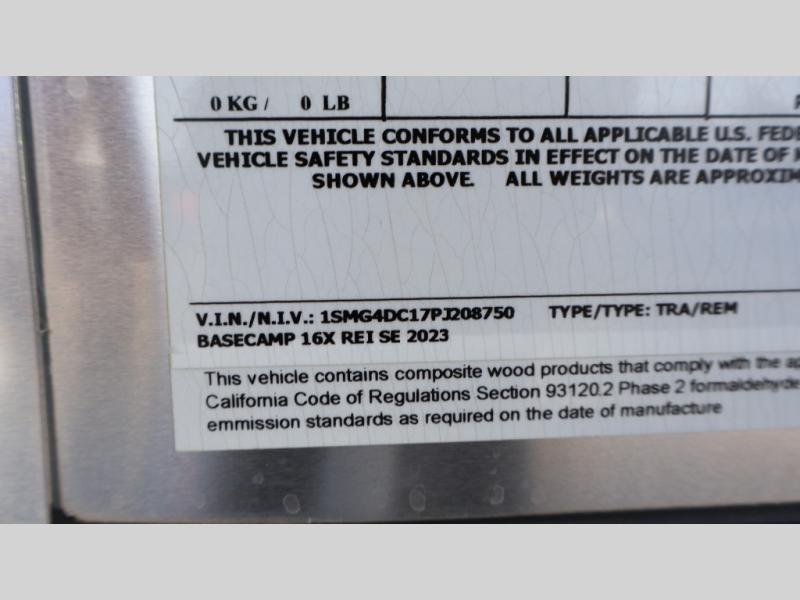 0 KG / 0 LB
THIS VEHICLE CONFORMS TO ALL APPLICABLE U.S.
VEHICLE SAFETY STANDARDS IN EFFECT ON THE DATE OF
SHOWN ABOVE. ALL WEIGHTS ARE
V.I.N./N.I.V.: 1SMG4DC17PJ208750 TYPE/TYPE: TRA/REM
BASECAMP 16X REI SE 2023
This vehicle contains composite wood products that comply with the
California Code of Regulations Section 93120.2 Phase 2
emmission standards as required on the date of manufacture